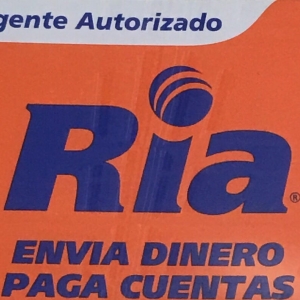 gente Autorizado
Ria®
ENVIA DINERO
PAGA CUENTAS